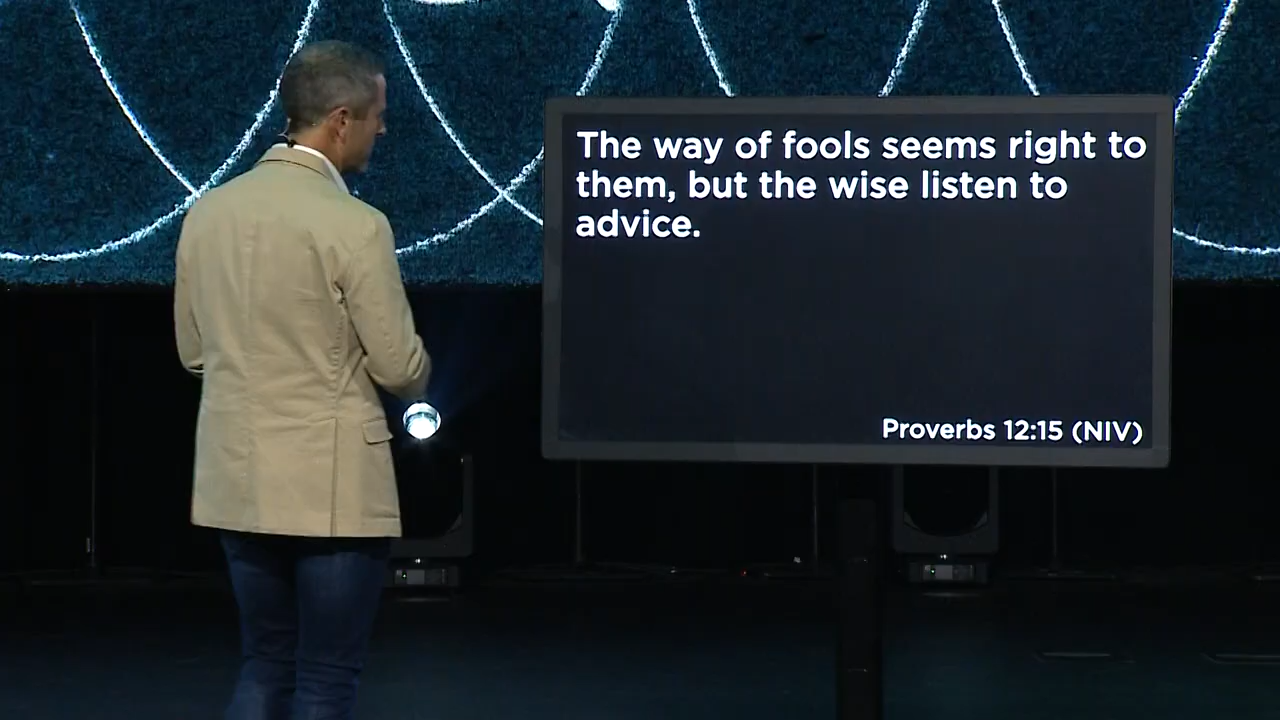 The way of fools seems right to
them, but the wise listen to
advice.
Proverbs 12:15 (NIV)